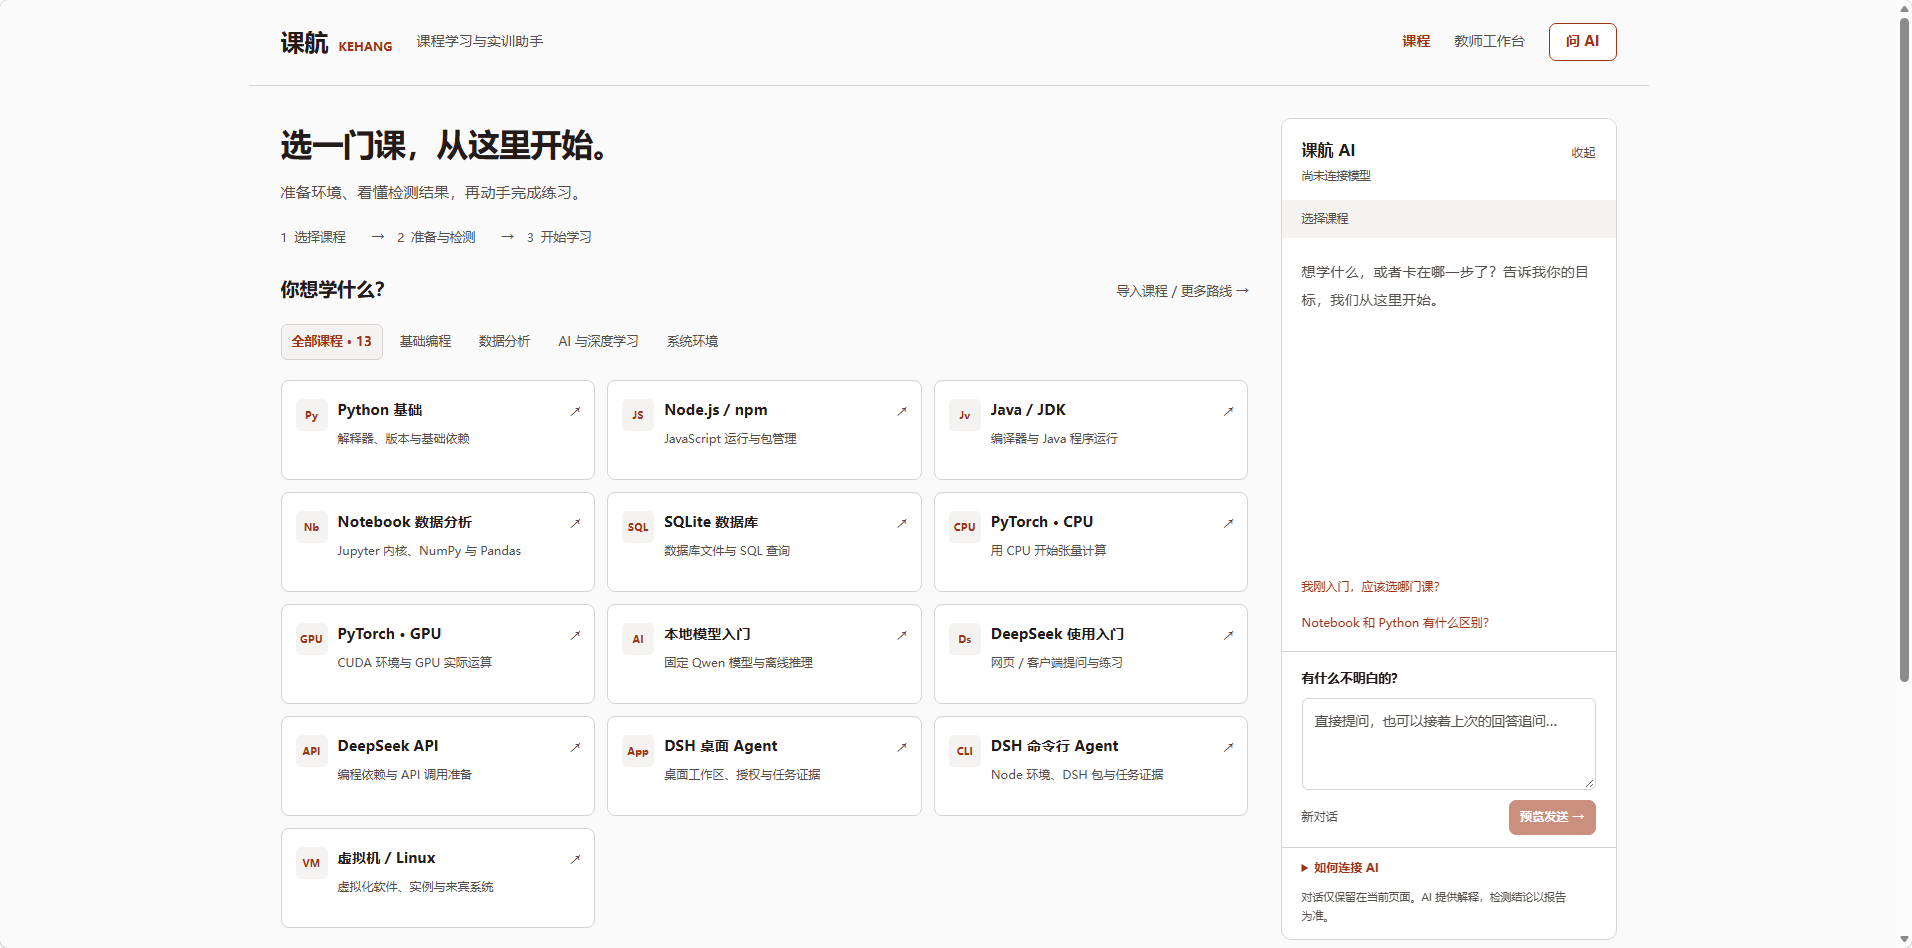 课航 KEHANG 课程学习与实训助手
课程 教师工作台 问 AI
选一门课，从这里开始。
准备环境、看懂检测结果，再动手完成练习。
1 选择课程 → 2 准备与检测 → 3 开始学习
你想学什么？
导入课程 / 更多路线 →
全部课程 • 13 基础编程 数据分析 AI 与深度学习 系统环境
Py Python 基础 ↗
解释器、版本与基础依赖
JS Node.js / npm ↗
JavaScript 运行与包管理
Jv Java / JDK ↗
编译器与 Java 程序运行
Nb Notebook 数据分析 ↗
Jupyter 内核、NumPy 与 Pandas
SQL SQLite 数据库 ↗
数据库文件与 SQL 查询
CPU PyTorch • CPU ↗
用 CPU 开始张量计算
GPU PyTorch • GPU ↗
CUDA 环境与 GPU 实际运算
AI 本地模型入门 ↗
固定 Qwen 模型与离线推理
Ds DeepSeek 使用入门 ↗
网页 / 客户端提问与练习
API DeepSeek API ↗
编程依赖与 API 调用准备
App DSH 桌面 Agent ↗
桌面工作区、授权与任务证据
CLI DSH 命令行 Agent ↗
Node 环境、DSH 包与任务证据
VM 虚拟机 / Linux ↗
虚拟化软件、实例与来宾系统
课航 AI 收起
尚未连接模型
选择课程
想学什么，或者卡在哪一步了？告诉我你的目
标，我们从这里开始。
我刚入门，应该选哪门课？
Notebook 和 Python 有什么区别？
有什么不明白的？
直接提问，也可以接着上次的回答追问...
新对话 预览发送 →
▶ 如何连接 AI
对话仅保留在当前页面。AI 提供解释，检测结论以报告
为准。